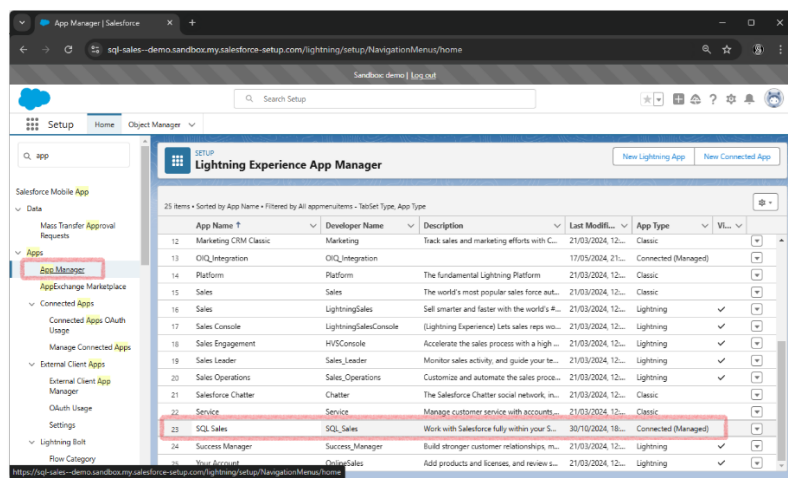 App Manager | Salesforce
sql-sales--demo.sandbox.my.salesforce-setup.com/lightning/setup/NavigationMenus/home
Sandbox: demo | Log out
Search Setup
Setup Home Object Manager
app
Salesforce Mobile App
Data
Mass Transfer Approval
Requests
Apps
App Manager
AppExchange Marketplace
Connected Apps
Connected Apps OAuth
Usage
Manage Connected Apps
External Client Apps
External Client App
Manager
OAuth Usage
Settings
Lightning Bolt
Flow Category
SETUP
Lightning Experience App Manager
New Lightning App New Connected App
25 items • Sorted by App Name • Filtered by All appmenuitems - TabSet Type, App Type
App Name ↑ Developer Name Description Last Modifi... App Type Vi...
12 Marketing CRM Classic Marketing Track sales and marketing efforts with C... 21/03/2024, 12:... Classic
13 OIQ_Integration OIQ_Integration 17/05/2024, 21:... Connected (Managed)
14 Platform Platform The fundamental Lightning Platform 21/03/2024, 12:... Classic
15 Sales Sales The world's most popular sales force aut... 21/03/2024, 12:... Classic
16 Sales LightningSales Sell smarter and faster with the world's #... 21/03/2024, 12:... Lightning
17 Sales Console LightningSalesConsole (Lightning Experience) Lets sales reps wo... 21/03/2024, 12:... Lightning
18 Sales Engagement HVSConsole Accelerate the sales process with a high ... 21/03/2024, 12:... Lightning
19 Sales Leader Sales_Leader Monitor sales activity, and guide your te... 21/03/2024, 12:... Lightning
20 Sales Operations Sales_Operations Customize and automate the sales proce... 21/03/2024, 12:... Lightning
21 Salesforce Chatter Chatter The Salesforce Chatter social network, in... 21/03/2024, 12:... Classic
22 Service Service Manage customer service with accounts,... 21/03/2024, 12:... Classic
23 SQL Sales SQL_Sales Work with Salesforce fully within your S... 30/10/2024, 18:... Connected (Managed)
24 Success Manager Success_Manager Build stronger customer relationships, m... 21/03/2024, 12:... Lightning
25 Your Account OnlineSales Add products and licenses, and review s... 21/03/2024, 12:... Lightning
https://sql-sales--demo.sandbox.my.salesforce-setup.com/lightning/setup/NavigationMenus/home